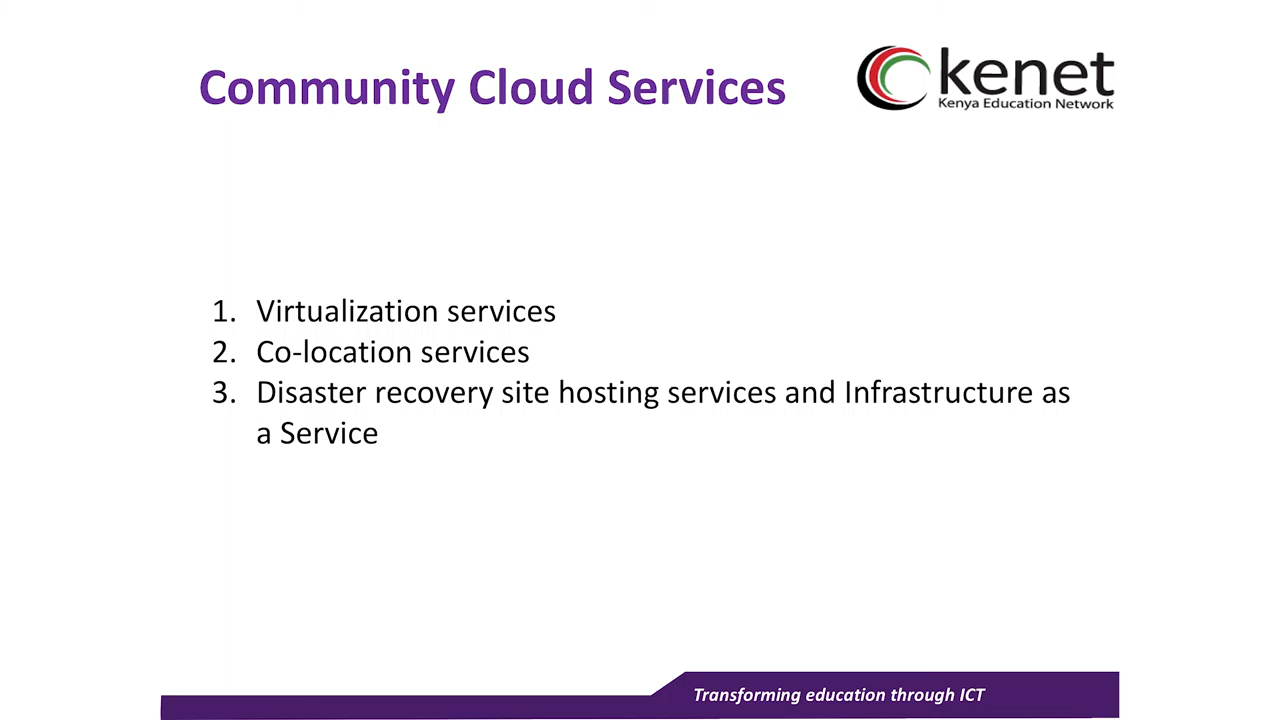 Community Cloud Services
kenet
Kenya Education Network
1. Virtualization services
2. Co-location services
3. Disaster recovery site hosting services and Infrastructure as
a Service
Transforming education through ICT